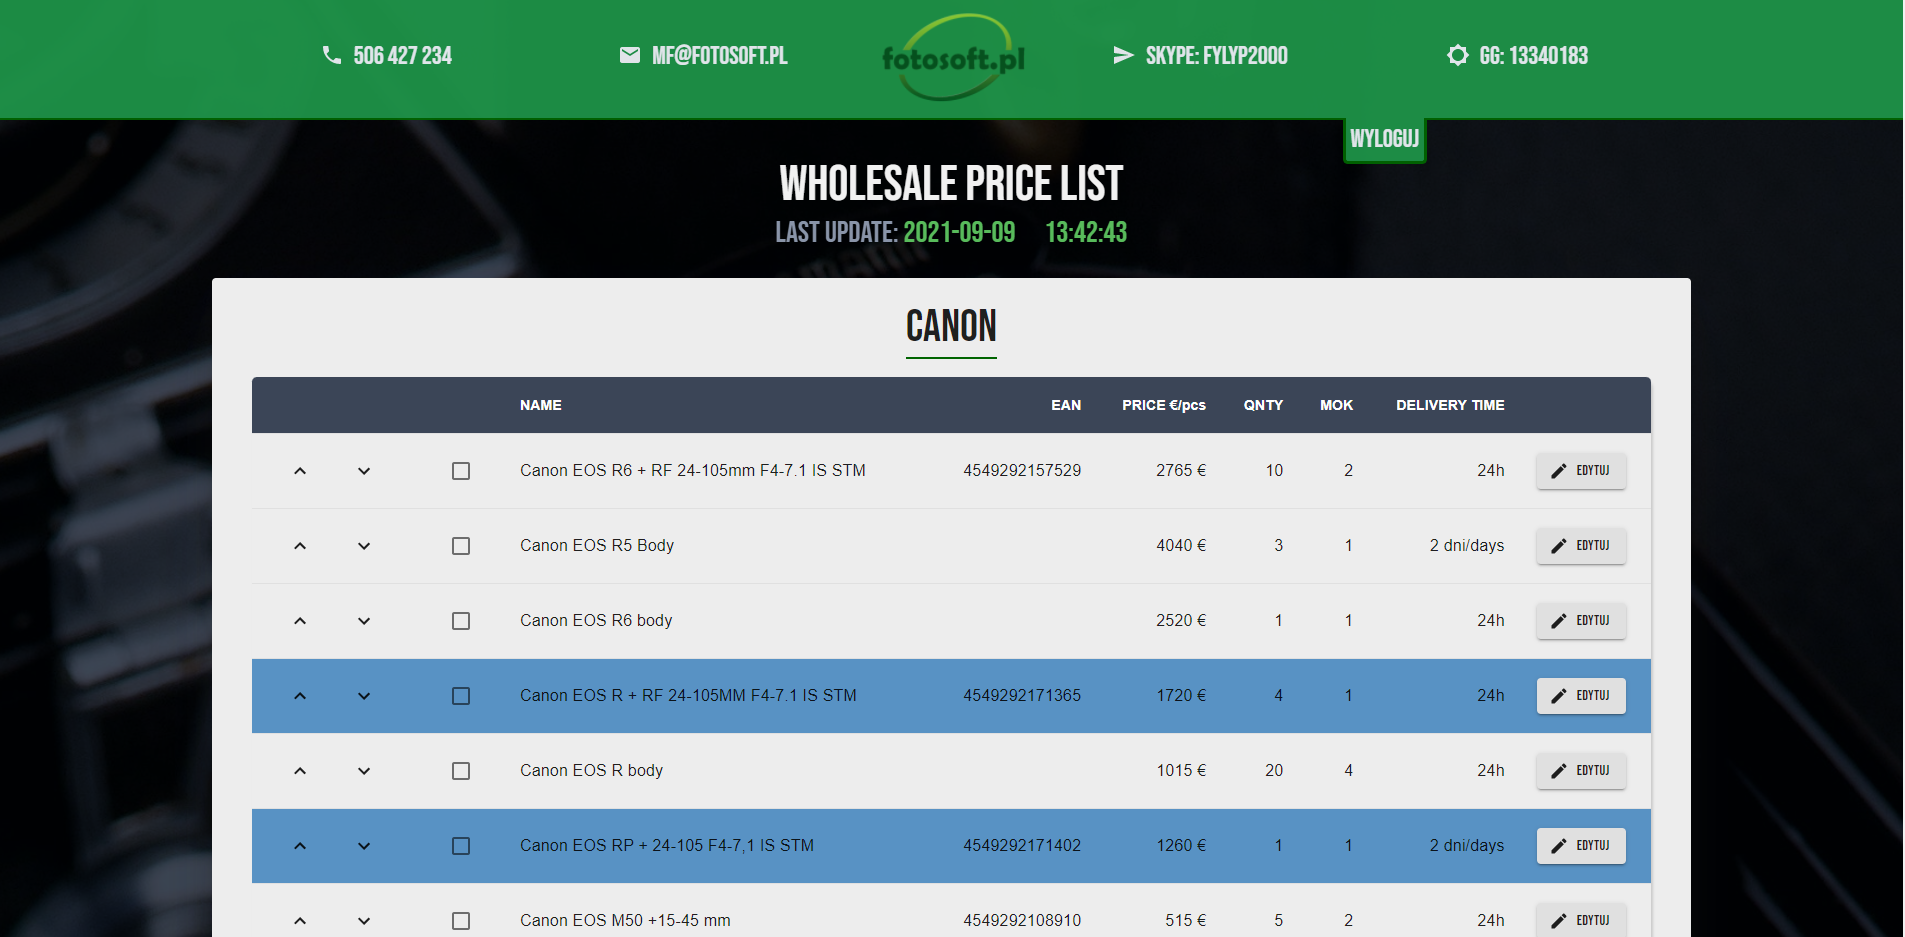 506 427 234
MF@FOTOSOFT.PL
fotosoft.pl
SKYPE: FYLYP2000
GG: 13340183
WYLOGUJ
WHOLESALE PRICE LIST
LAST UPDATE: 2021-09-09 13:42:43
CANON
NAME EAN PRICE €/pcs QNTY MOK DELIVERY TIME
Canon EOS R6 + RF 24-105mm F4-7.1 IS STM 4549292157529 2765 € 10 2 24h EDYTUJ
Canon EOS R5 Body 4040 € 3 1 2 dni/days EDYTUJ
Canon EOS R6 body 2520 € 1 1 24h EDYTUJ
Canon EOS R + RF 24-105MM F4-7.1 IS STM 4549292171365 1720 € 4 1 24h EDYTUJ
Canon EOS R body 1015 € 20 4 24h EDYTUJ
Canon EOS RP + 24-105 F4-7,1 IS STM 4549292171402 1260 € 1 1 2 dni/days EDYTUJ
Canon EOS M50 +15-45 mm 4549292108910 515 € 5 2 24h EDYTUJ